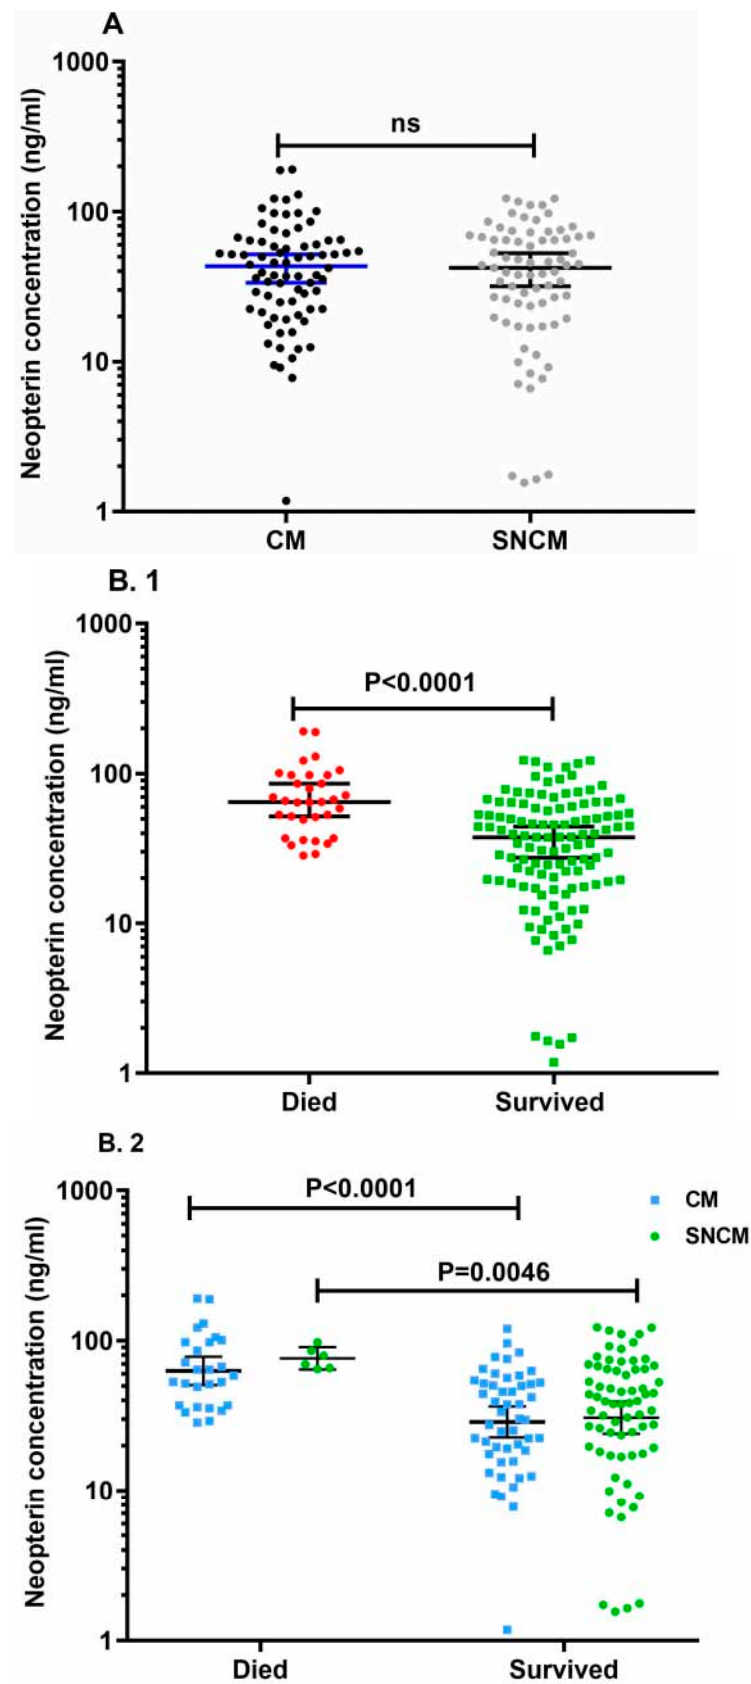 A
Neopterin concentration (ng/ml)
1000
100
10
1
ns
CM SNCM
B. 1
Neopterin concentration (ng/ml)
1000
100
10
1
P<0.0001
Died Survived
B. 2
Neopterin concentration (ng/ml)
1000
100
10
1
P<0.0001
P=0.0046
CM
SNCM
Died Survived